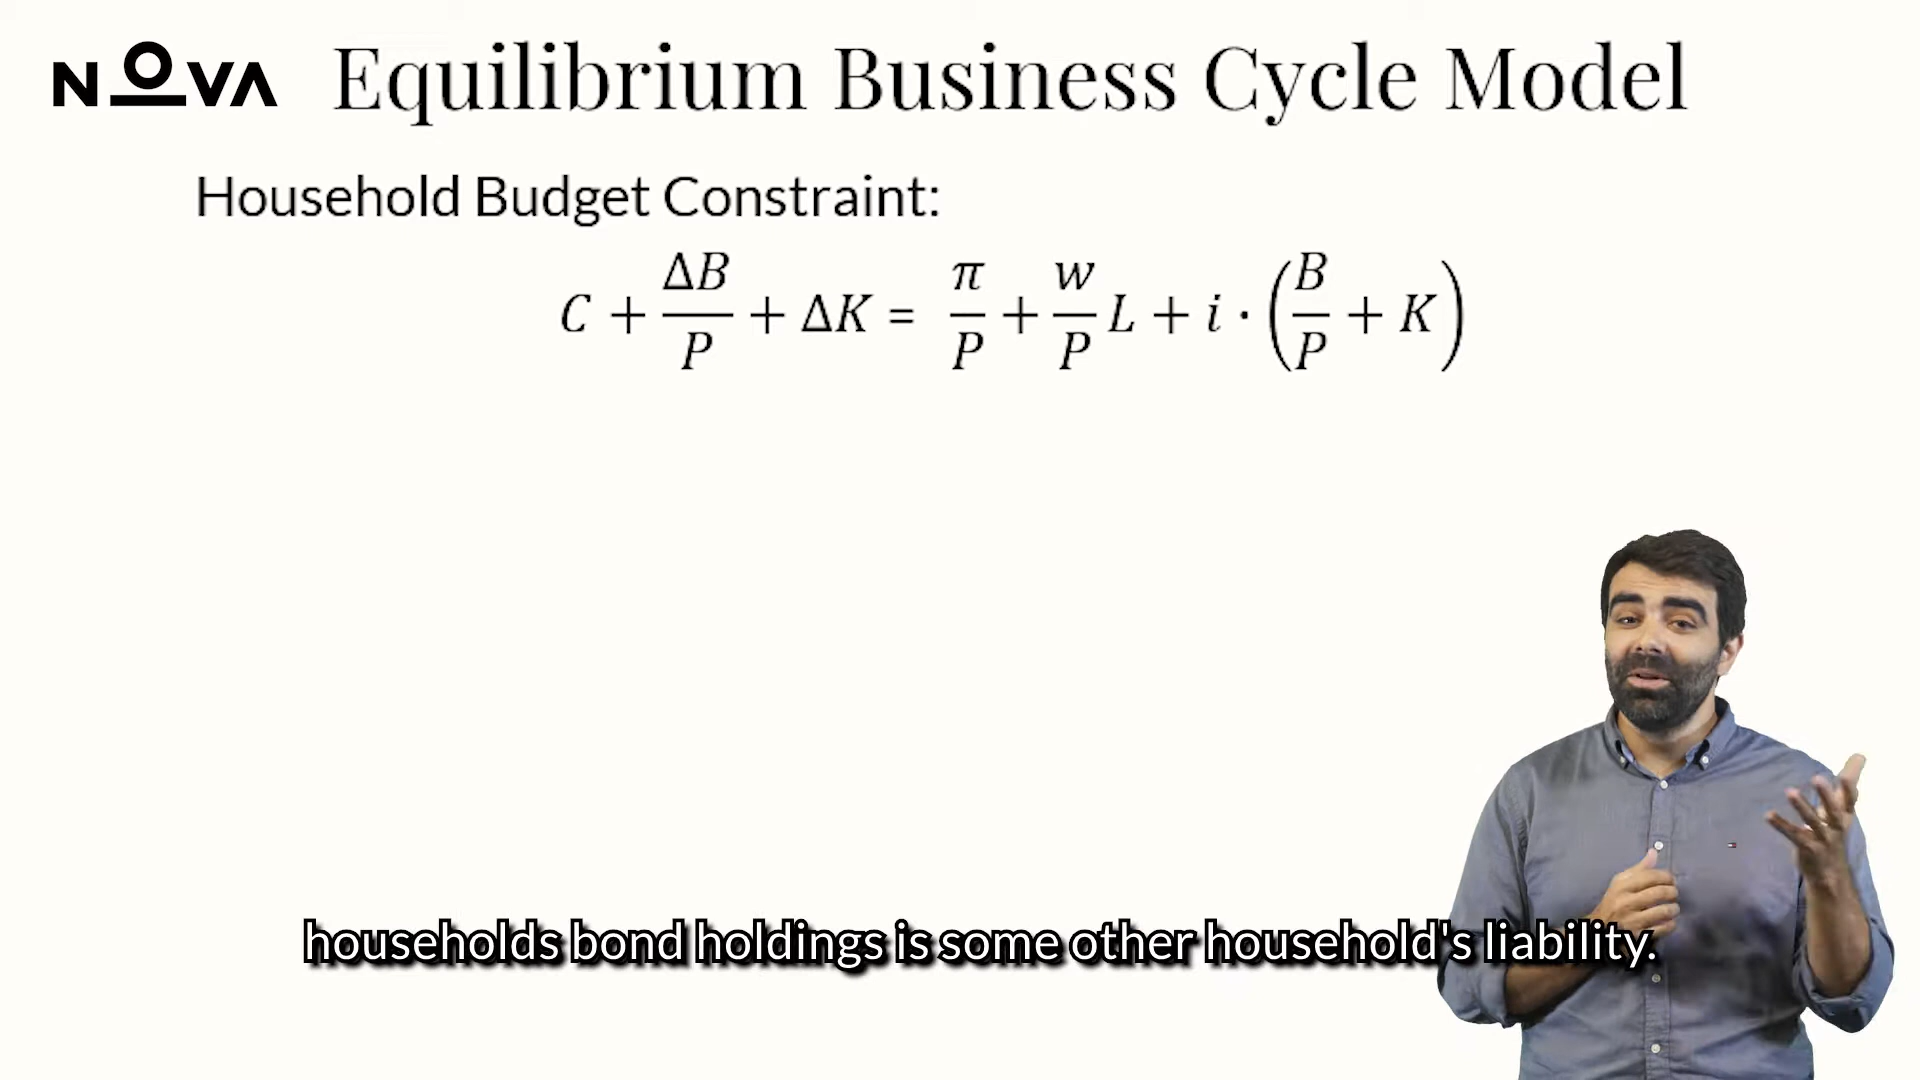 NOVA Equilibrium Business Cycle Model
Household Budget Constraint:
C + ΔB/P + ΔK = π/P + w/P L + i · (B/P + K)
households bond holdings is some other household's liability.